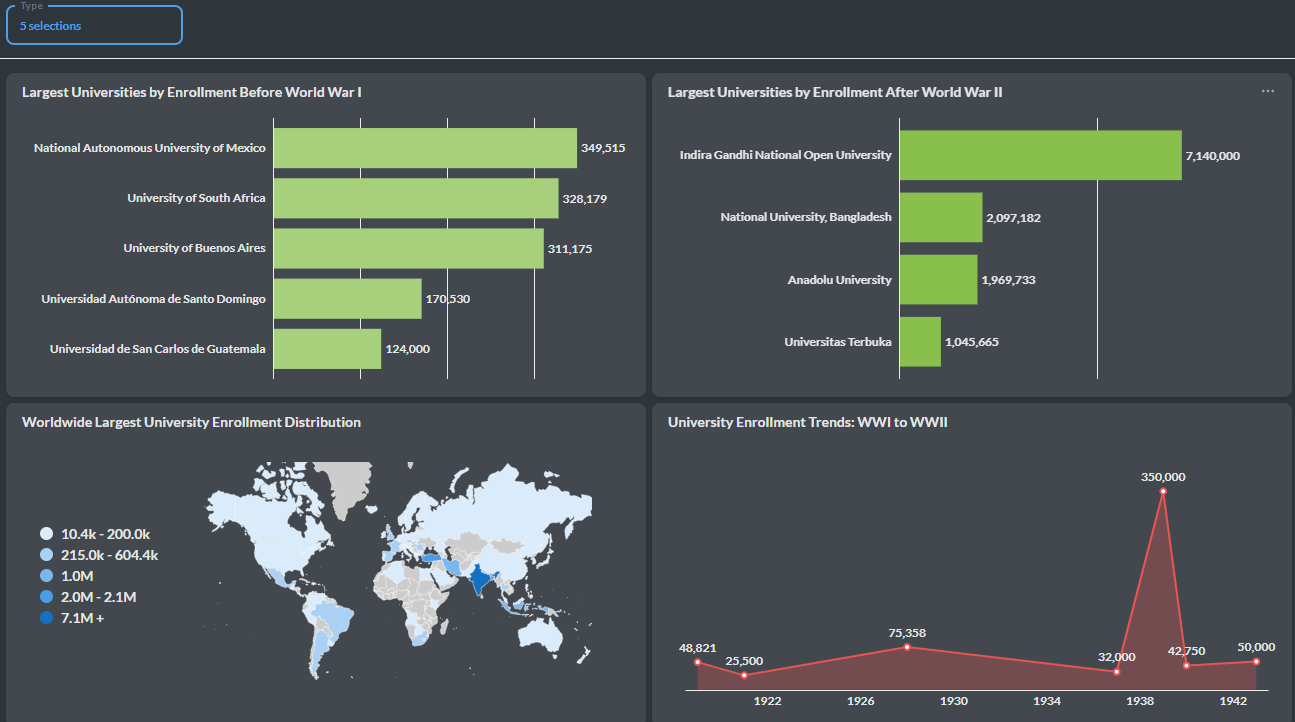 Type
5 selections
Largest Universities by Enrollment Before World War I
National Autonomous University of Mexico
349,515
University of South Africa
328,179
University of Buenos Aires
311,175
Universidad Autónoma de Santo Domingo
170,530
Universidad de San Carlos de Guatemala
124,000
Largest Universities by Enrollment After World War II
...
Indira Gandhi National Open University
7,140,000
National University, Bangladesh
2,097,182
Anadolu University
1,969,733
Universitas Terbuka
1,045,665
Worldwide Largest University Enrollment Distribution
10.4k - 200.0k
215.0k - 604.4k
1.0M
2.0M - 2.1M
7.1M +
University Enrollment Trends: WWI to WWII
48,821
25,500
75,358
32,000
350,000
42,750
50,000
1922
1926
1930
1934
1938
1942